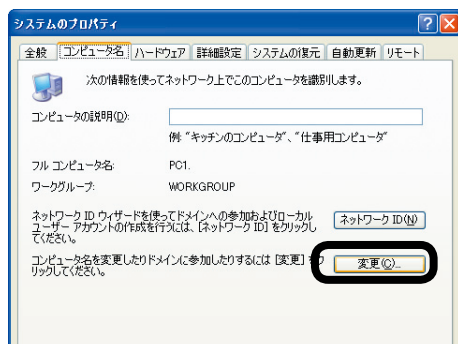 システムのプロパティ
全般 コンピュータ名 ハードウェア 詳細設定 システムの復元 自動更新 リモート
次の情報を使ってネットワーク上でこのコンピュータを識別します。
コンピュータの説明(D):
例: "キッチンのコンピュータ"、"仕事用コンピュータ"
フル コンピュータ名: PC1.
ワークグループ: WORKGROUP
ネットワーク ID ウィザードを使ってドメインへの参加およびローカル
ユーザー アカウントの作成を行うには、[ネットワーク ID] をクリックし
てください。
ネットワーク ID(N)
コンピュータ名を変更したりドメインに参加したりするには [変更] を
リックしてください。
変更(C)...